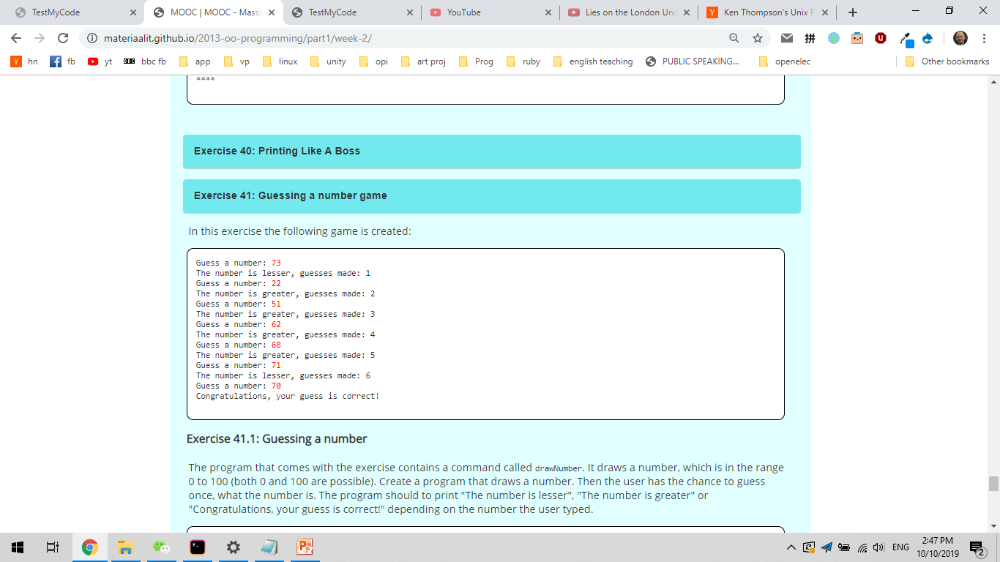 TestMyCode
MOOC | MOOC - Massi
TestMyCode
YouTube
Lies on the London Und
Ken Thompson's Unix P
materiaalit.github.io/2013-oo-programming/part1/week-2/
hn
fb
yt
BBC bbc fb
app
vp
linux
unity
opi
art proj
Prog
ruby
english teaching
PUBLIC SPEAKING...
openelec
Other bookmarks
****
Exercise 40: Printing Like A Boss
Exercise 41: Guessing a number game
In this exercise the following game is created:
Guess a number: 73
The number is lesser, guesses made: 1
Guess a number: 22
The number is greater, guesses made: 2
Guess a number: 51
The number is greater, guesses made: 3
Guess a number: 62
The number is greater, guesses made: 4
Guess a number: 68
The number is greater, guesses made: 5
Guess a number: 71
The number is lesser, guesses made: 6
Guess a number: 70
Congratulations, your guess is correct!
Exercise 41.1: Guessing a number
The program that comes with the exercise contains a command called drawNumber. It draws a number, which is in the range
0 to 100 (both 0 and 100 are possible). Create a program that draws a number. Then the user has the chance to guess
once, what the number is. The program should to print "The number is lesser", "The number is greater" or
"Congratulations, your guess is correct!" depending on the number the user typed.
ENG
2:47 PM
10/10/2019
2